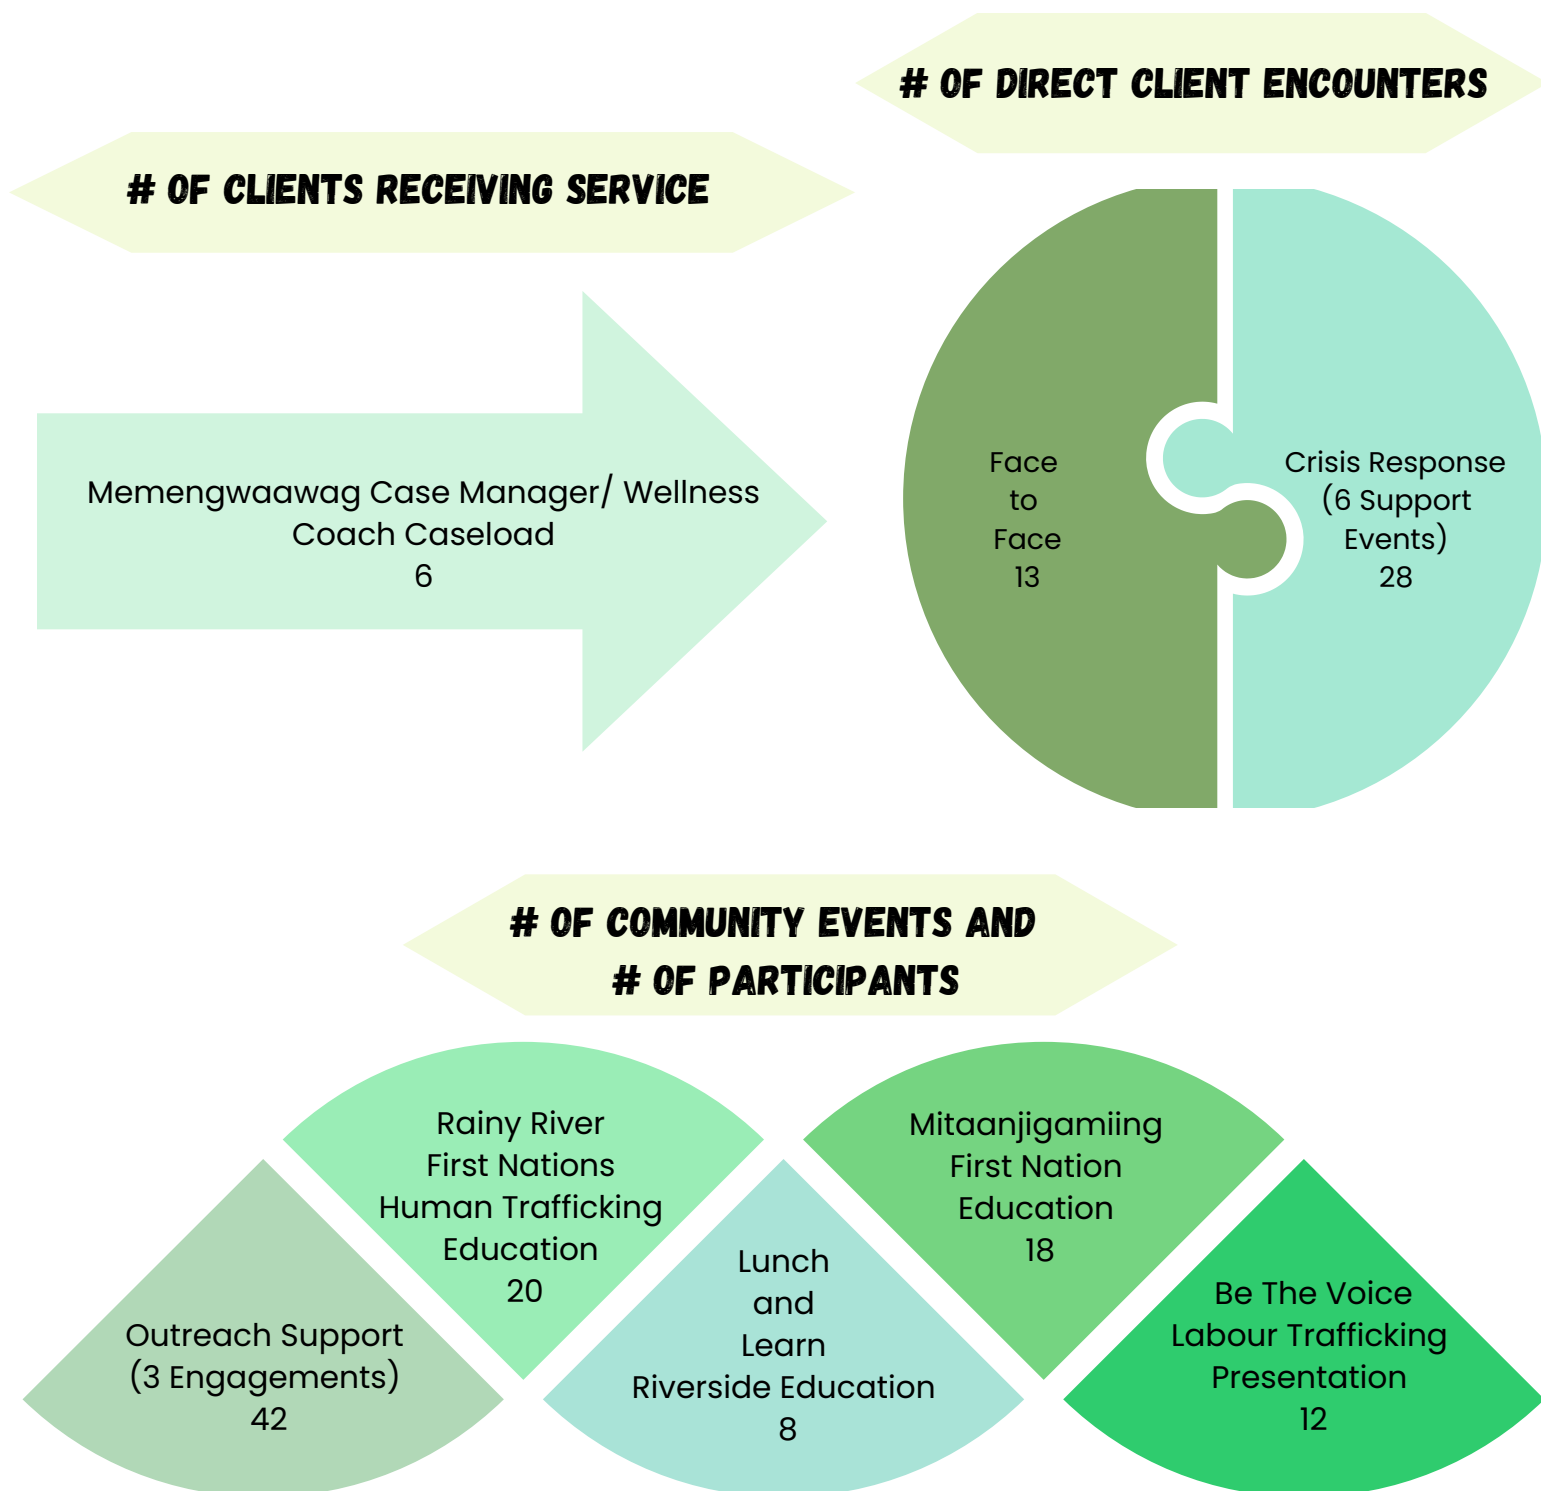 # OF CLIENTS RECEIVING SERVICE
Memengwaawag Case Manager/ Wellness
Coach Caseload
6
# OF DIRECT CLIENT ENCOUNTERS
Face
to
Face
13
Crisis Response
(6 Support
Events)
28
# OF COMMUNITY EVENTS AND
# OF PARTICIPANTS
Outreach Support
(3 Engagements)
42
Rainy River
First Nations
Human Trafficking
Education
20
Lunch
and
Learn
Riverside Education
8
Mitaanjigamiing
First Nation
Education
18
Be The Voice
Labour Trafficking
Presentation
12